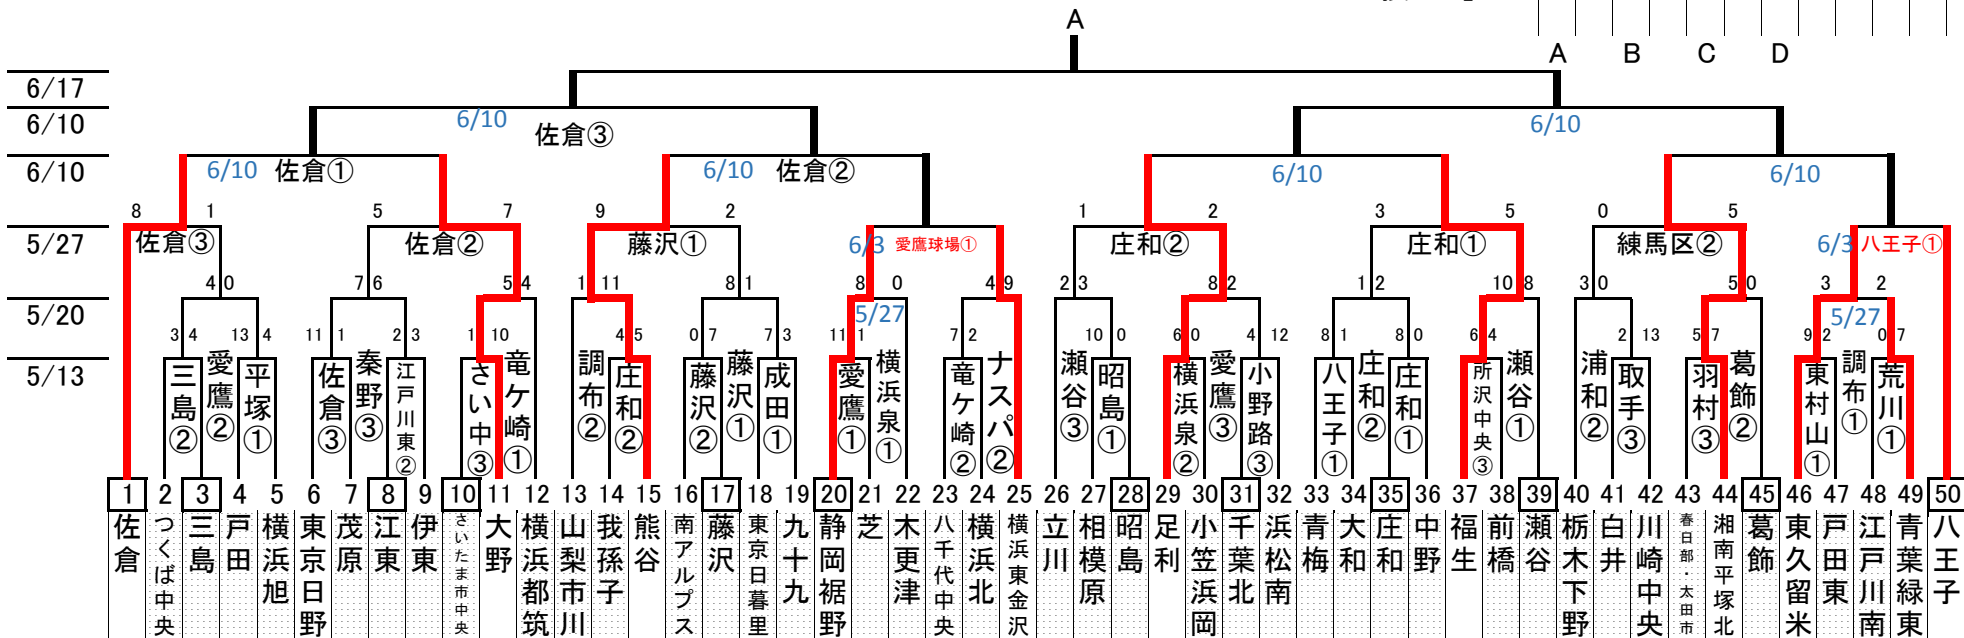 A
A B C D
6/17
6/10
6/10 佐倉③ 6/10
6/10
6/10 佐倉① 6/10 佐倉② 6/10 6/10
8 1 5 7 9 2 1 2 3 5 0 5
5/27
佐倉③ 佐倉② 藤沢① 6/3 愛鷹球場① 庄和② 庄和① 練馬区② 6/3 八王子①
4 0 7 6 5 4 1 11 8 1 8 0 4 9 2 3 8 2 1 2 10 8 3 0 5 0 3 2
5/20
5/27 5/27
3 4 13 4 11 1 2 3 1 10 4 5 0 7 7 3 11 1 7 2 10 0 6 0 4 12 8 1 8 0 6 4 2 13 5 7 9 2 0 7
5/13
三島② 愛鷹② 平塚① 佐倉③ 秦野③ 江戸川東② さい中③ 竜ケ崎① 調布② 庄和② 藤沢② 藤沢① 成田① 愛鷹① 横浜泉① 竜ケ崎② ナスパ② 瀬谷③ 昭島① 横浜泉② 愛鷹③ 小野路③ 八王子① 庄和② 庄和① 所沢中央③ 瀬谷① 浦和② 取手③ 羽村③ 葛飾② 東村山① 調布① 荒川①
1 2 3 4 5 6 7 8 9 10 11 12 13 14 15 16 17 18 19 20 21 22 23 24 25 26 27 28 29 30 31 32 33 34 35 36 37 38 39 40 41 42 43 44 45 46 47 48 49 50
佐倉
つくば中央
三島
戸田
横浜旭
東京日野
茂原
江東
伊東
さいたま市中央
大野
横浜都筑
山梨市川
我孫子
熊谷
南アルプス
藤沢
東京日暮里
九十九
静岡裾野
芝
木更津
八千代中央
横浜北
横浜東金沢
立川
相模原
昭島
足利
小笠浜岡
千葉北
浜松南
青梅
大和
庄和
中野
福生
前橋
瀬谷
栃木下野
白井
川崎中央
春日部・太田市
湘南平塚北
葛飾
東久留米
戸田東
江戸川南
青葉緑東
八王子